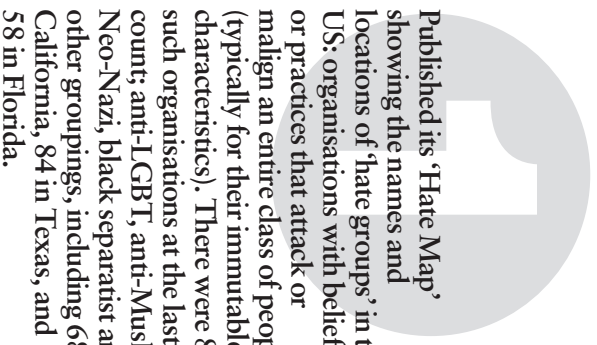 Published its ‘Hate Map’
showing the names and
locations of ‘hate groups’ in
US: organisations with
or practices that attack or
malign an entire class of
(typically for their immutable
characteristics). There were
such organisations at the last
count; anti-LGBT,
Neo-Nazi, black separatist
other groupings, including
California, 84 in Texas, and
58 in Florida.
1